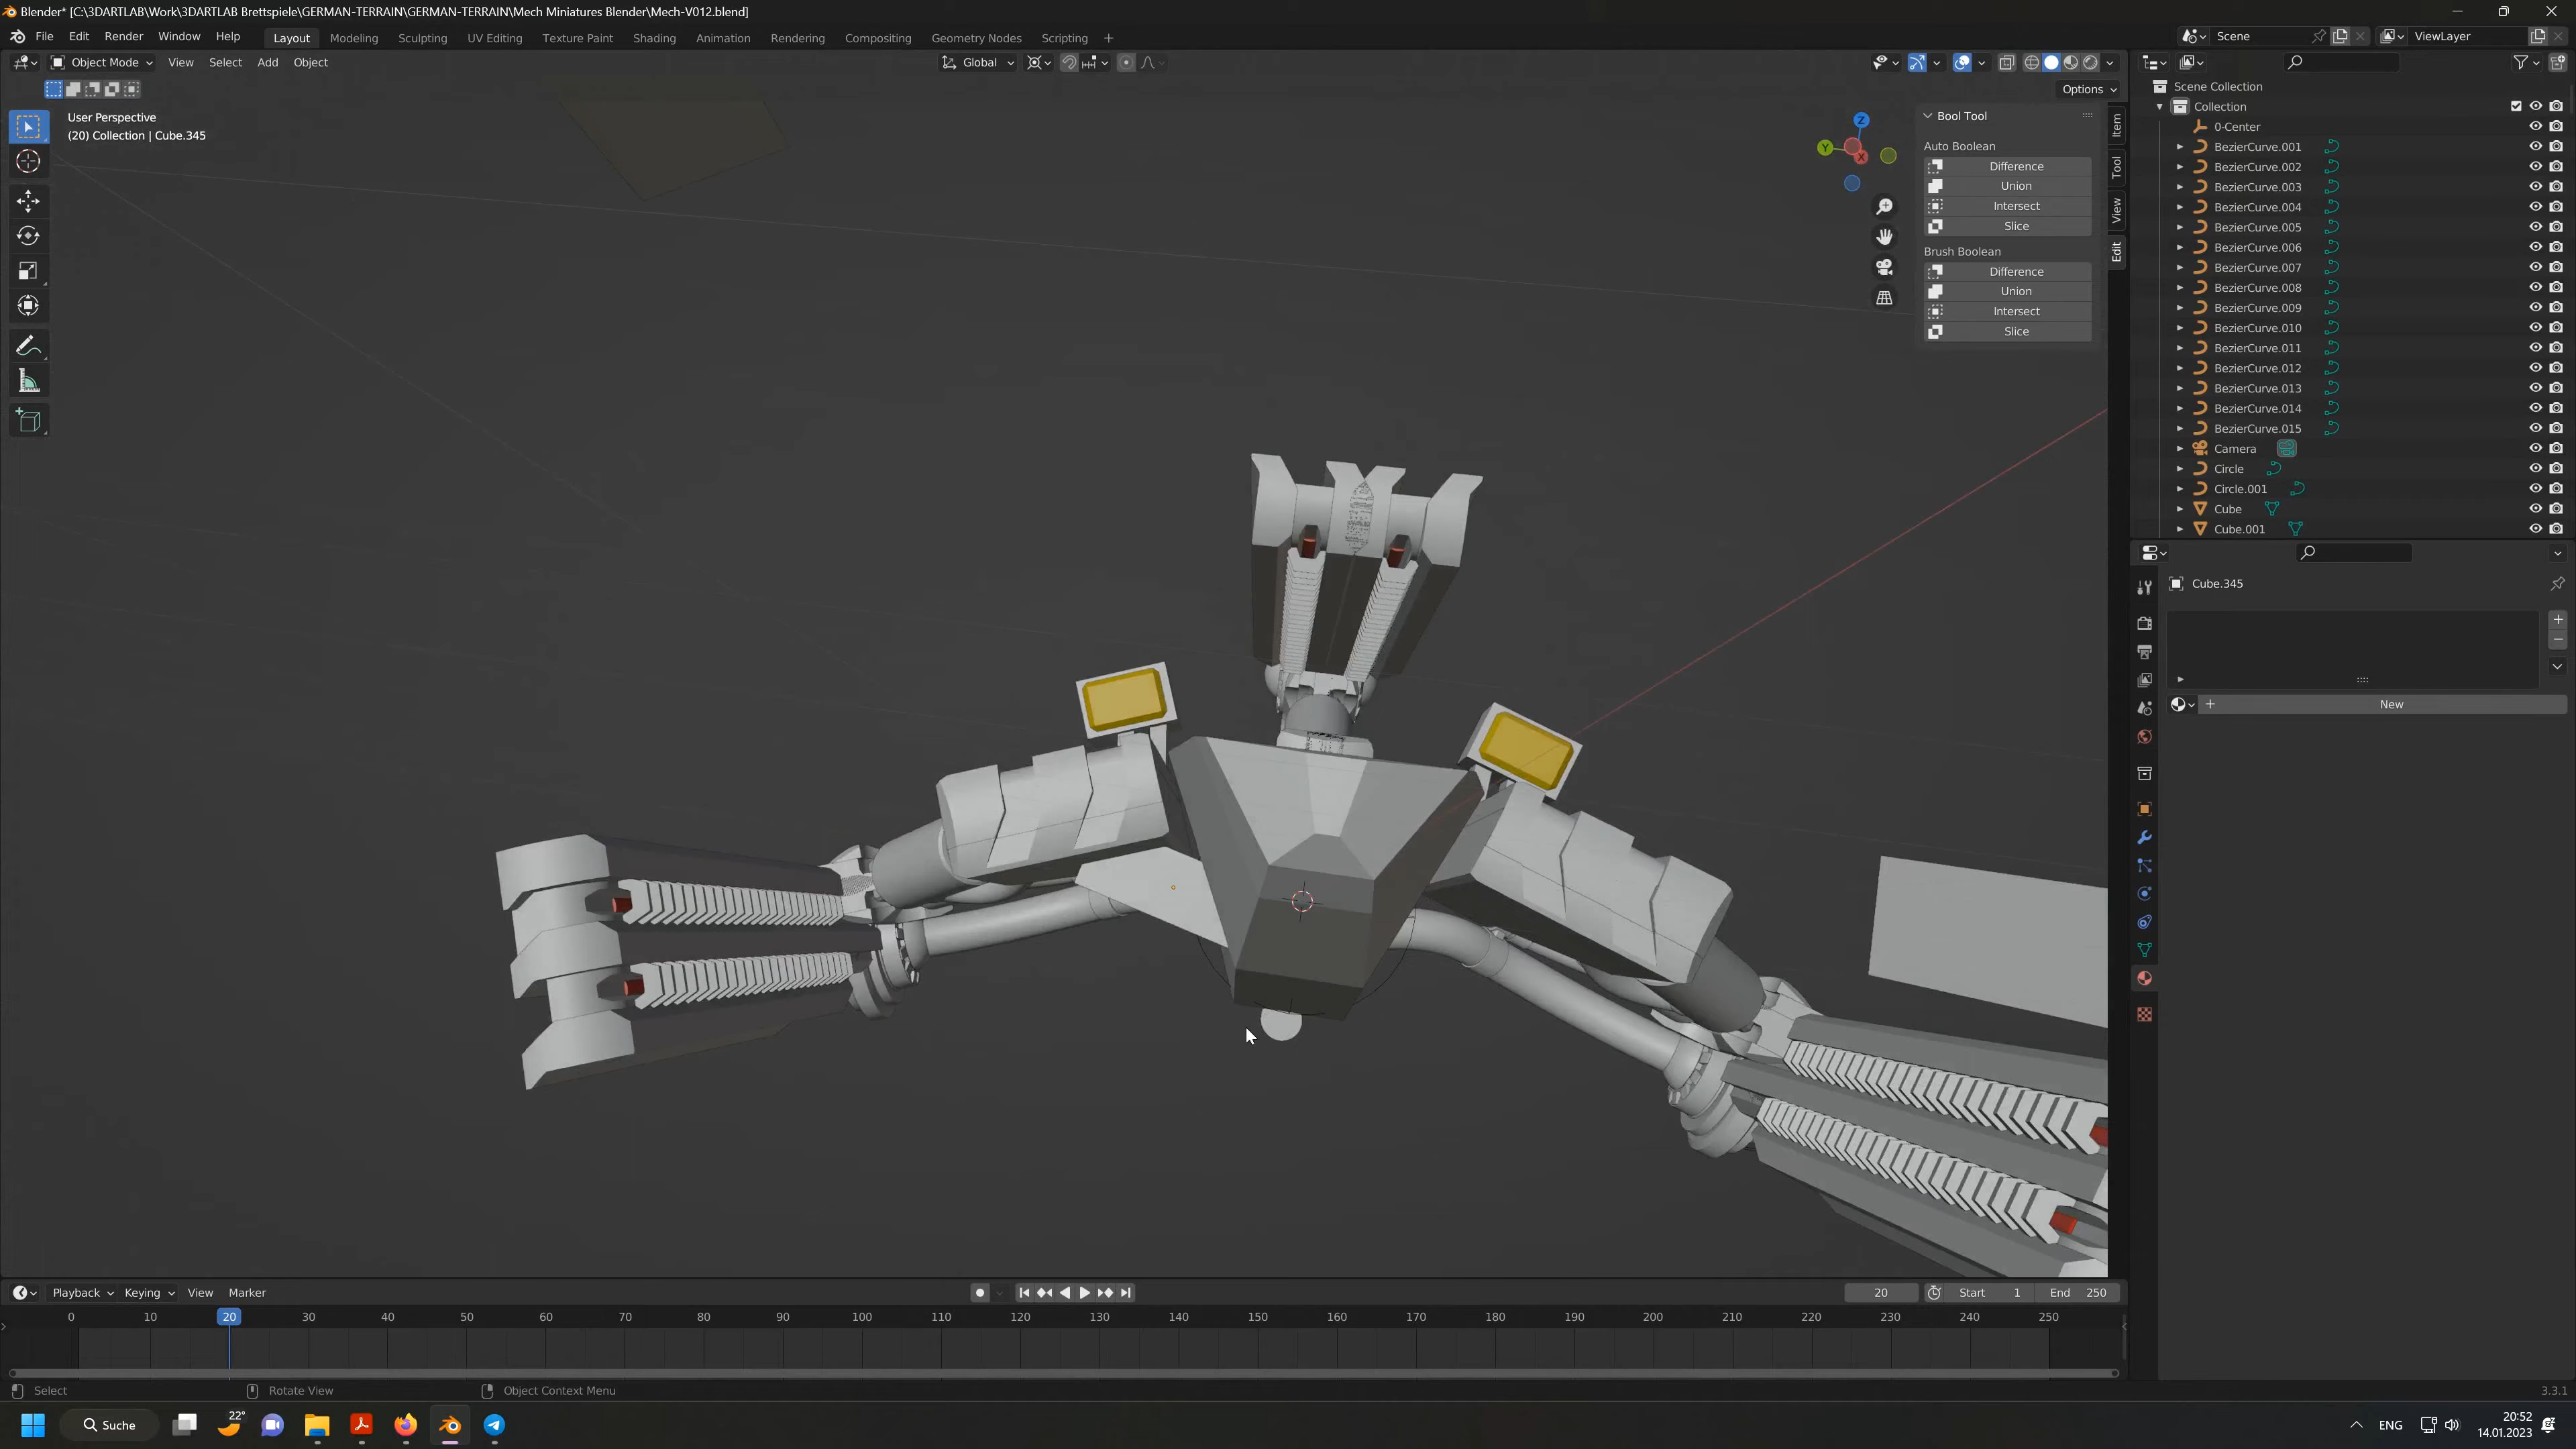 Blender* [C:\3DARTLAB\Work\3DARTLAB Brettspiele\GERMAN-TERRAIN\GERMAN-TERRAIN\Mech Miniatures Blender\Mech-V012.blend]
File Edit Render Window Help Layout Modeling Sculpting UV Editing Texture Paint Shading Animation Rendering Compositing Geometry Nodes Scripting + Scene ViewLayer
Object Mode View Select Add Object Global
Options
User Perspective
(20) Collection | Cube.345
Z
Y
X
Bool Tool
Auto Boolean
Difference
Union
Intersect
Slice
Brush Boolean
Difference
Union
Intersect
Slice
Item
Tool
View
Edit
Scene Collection
Collection
0-Center
BezierCurve.001
BezierCurve.002
BezierCurve.003
BezierCurve.004
BezierCurve.005
BezierCurve.006
BezierCurve.007
BezierCurve.008
BezierCurve.009
BezierCurve.010
BezierCurve.011
BezierCurve.012
BezierCurve.013
BezierCurve.014
BezierCurve.015
Camera
Circle
Circle.001
Cube
Cube.001
Cube.345
New
Playback Keying View Marker 20 Start 1 End 250
0 10 20 30 40 50 60 70 80 90 100 110 120 130 140 150 160 170 180 190 200 210 220 230 240 250
Select Rotate View Object Context Menu 3.3.1
Suche 22° ENG 20:52
14.01.2023